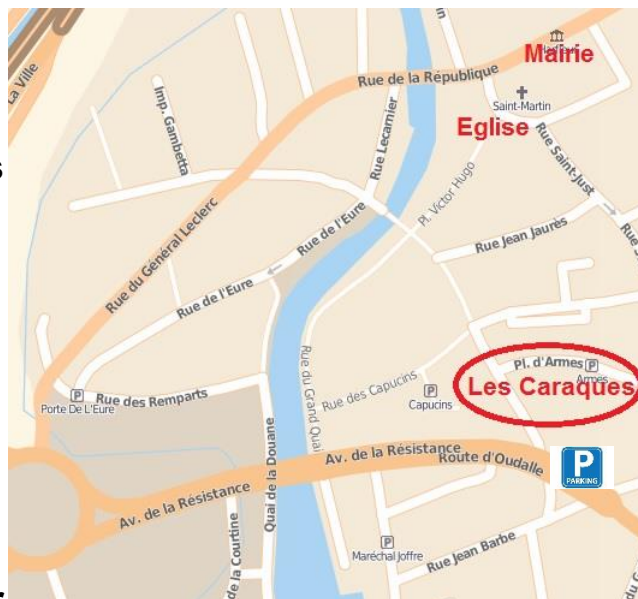 La Ville
Rue de la République
Mairie
Saint-Martin
Eglise
Imp. Gambetta
Rue Lecarnier
Rue Saint-Just
Pl. Victor Hugo
Rue Jean Jaurès
Rue du Général Leclerc
Rue de l'Eure
Rue de l'Eure
Pl. d'Armes
P
Armes
Les Caraques
Rue des Capucins
P
Capucins
Rue du Grand Quai
P
Porte De L'Eure
Rue des Remparts
Quai de la Douane
Av. de la Résistance
Route d'Oudalle
P
PARKING
Av. de la Résistance
de la Courtine
P
Maréchal Joffre
Rue Jean Barbe